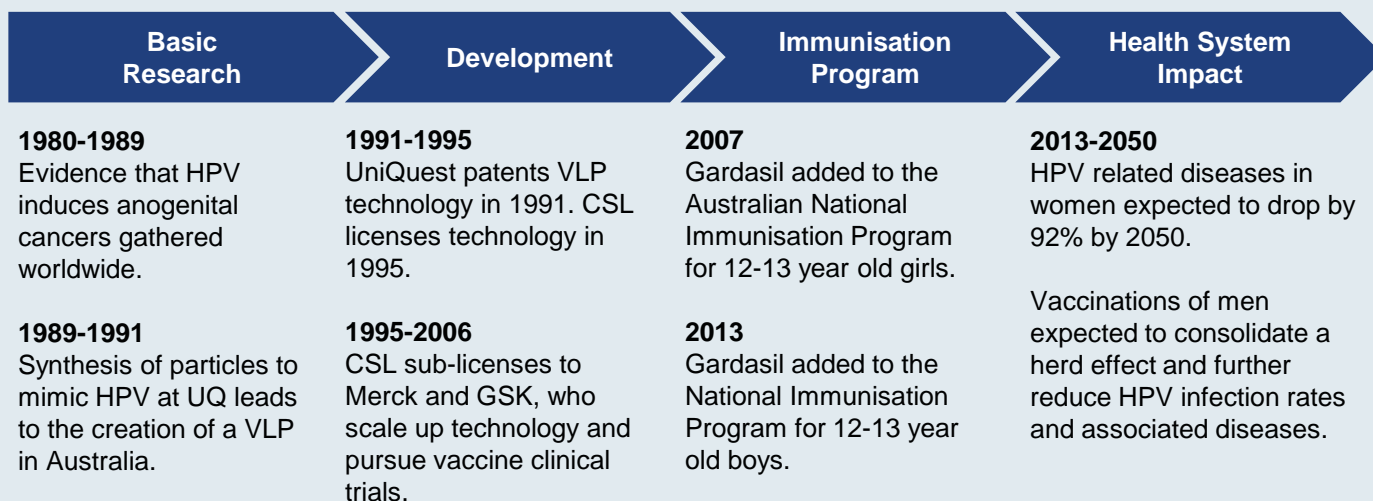 Basic
Research
Development
Immunisation
Program
Health System
Impact
1980-1989
Evidence that HPV
induces anogenital
cancers gathered
worldwide.
1989-1991
Synthesis of particles to
mimic HPV at UQ leads
to the creation of a VLP
in Australia.
1991-1995
UniQuest patents VLP
technology in 1991. CSL
licenses technology in
1995.
1995-2006
CSL sub-licenses to
Merck and GSK, who
scale up technology and
pursue vaccine clinical
trials.
2007
Gardasil added to the
Australian National
Immunisation Program
for 12-13 year old girls.
2013
Gardasil added to the
National Immunisation
Program for 12-13 year
old boys.
2013-2050
HPV related diseases in
women expected to drop by
92% by 2050.
Vaccinations of men
expected to consolidate a
herd effect and further
reduce HPV infection rates
and associated diseases.